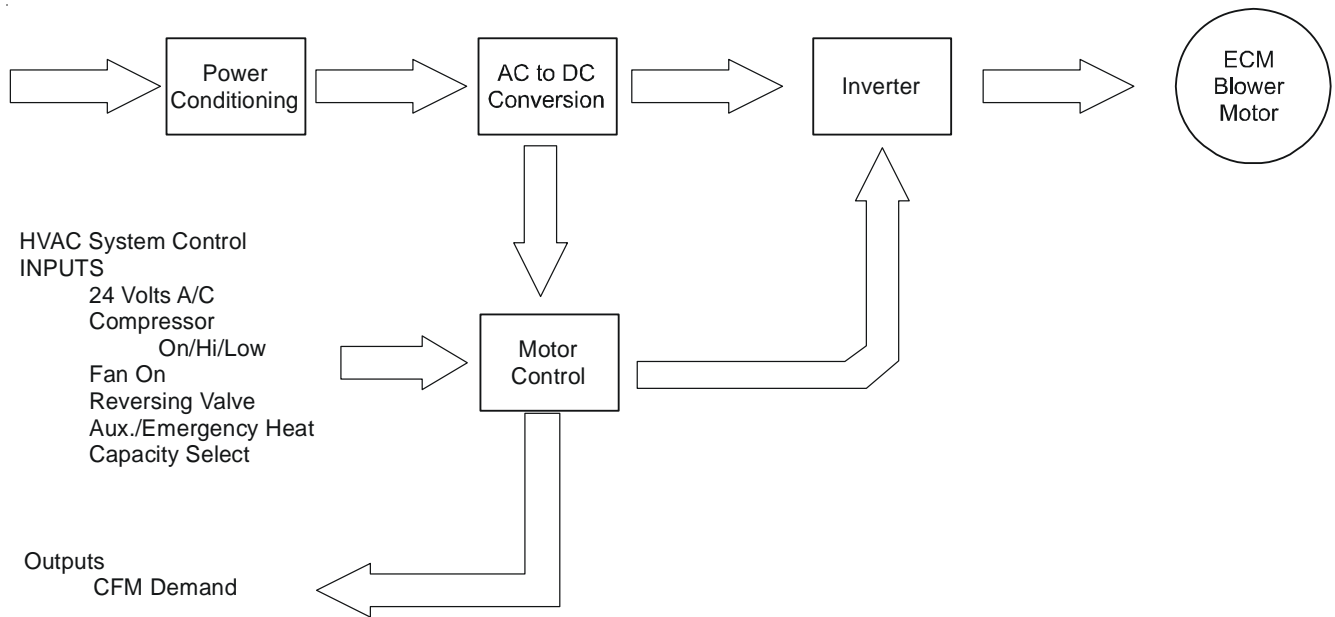 Power
Conditioning
AC to DC
Conversion
Inverter
ECM
Blower
Motor
HVAC System Control
INPUTS
24 Volts A/C
Compressor
On/Hi/Low
Fan On
Reversing Valve
Aux./Emergency Heat
Capacity Select
Motor
Control
Outputs
CFM Demand